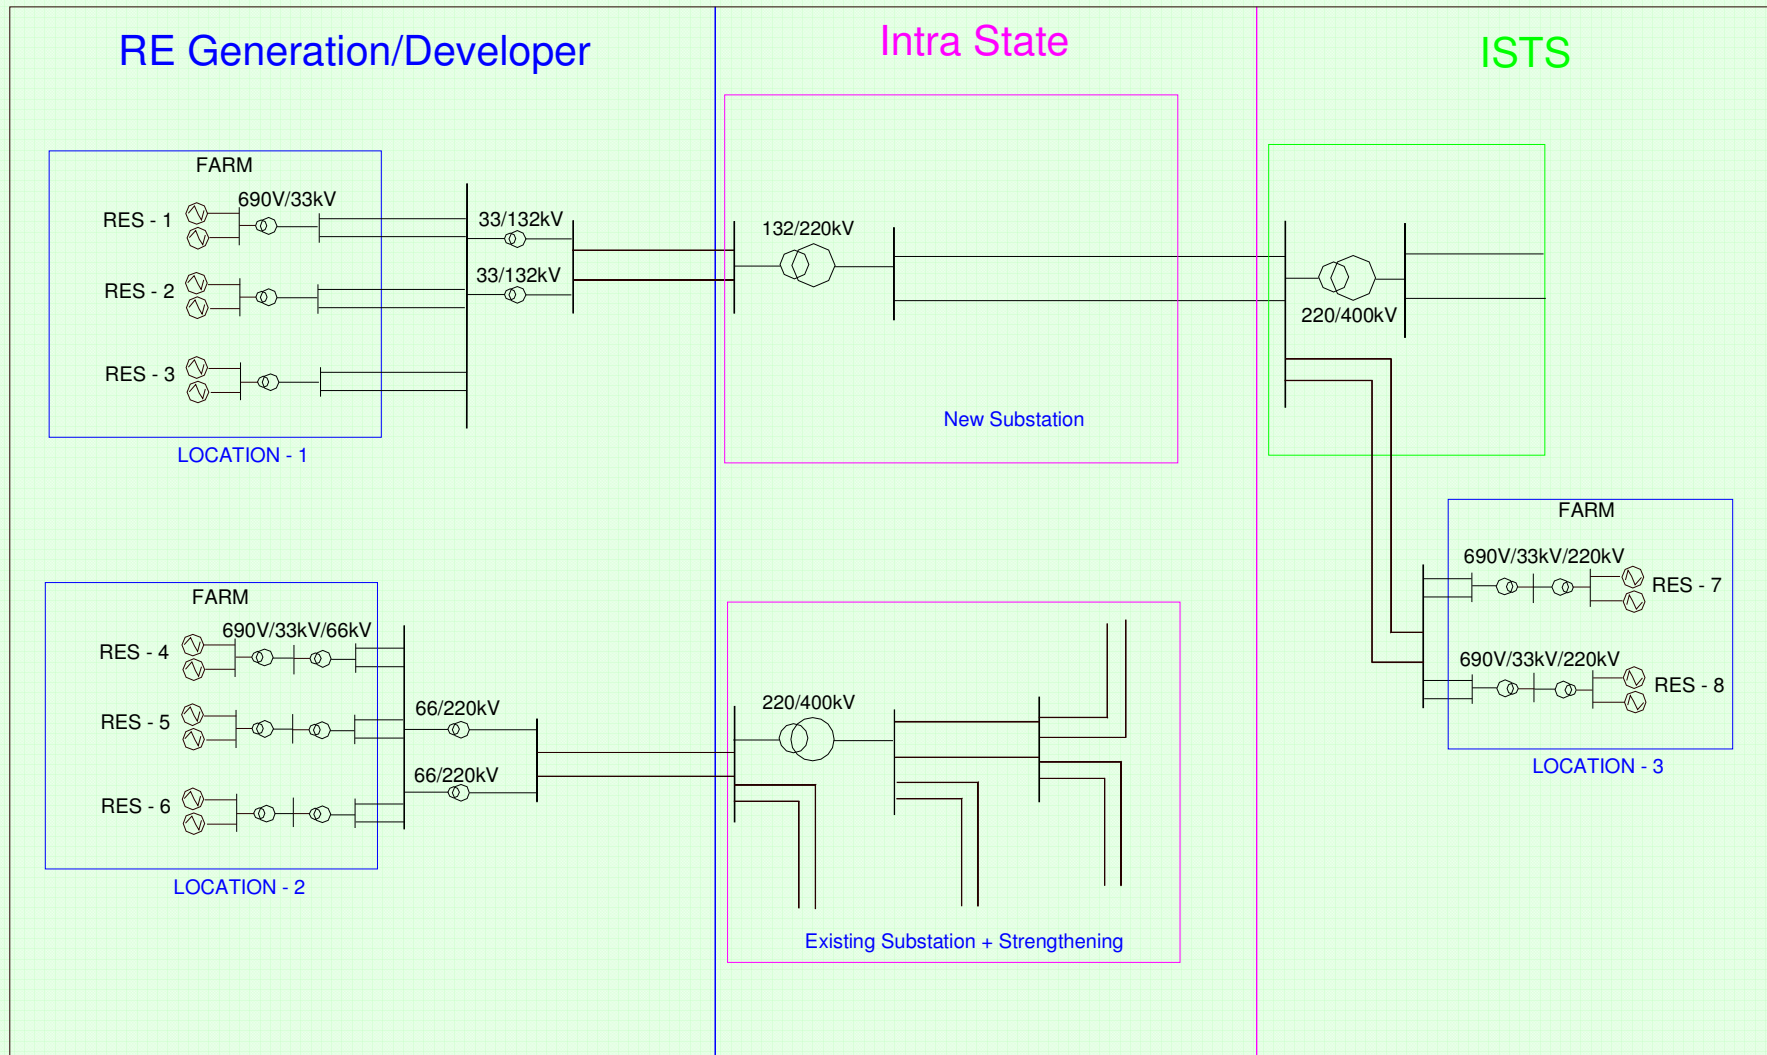 RE Generation/Developer
Intra State
ISTS
FARM
690V/33kV
RES - 1
33/132kV
RES - 2
33/132kV
RES - 3
LOCATION - 1
132/220kV
New Substation
220/400kV
FARM
690V/33kV/66kV
RES - 4
RES - 5
66/220kV
66/220kV
RES - 6
LOCATION - 2
220/400kV
Existing Substation + Strengthening
FARM
690V/33kV/220kV
RES - 7
690V/33kV/220kV
RES - 8
LOCATION - 3